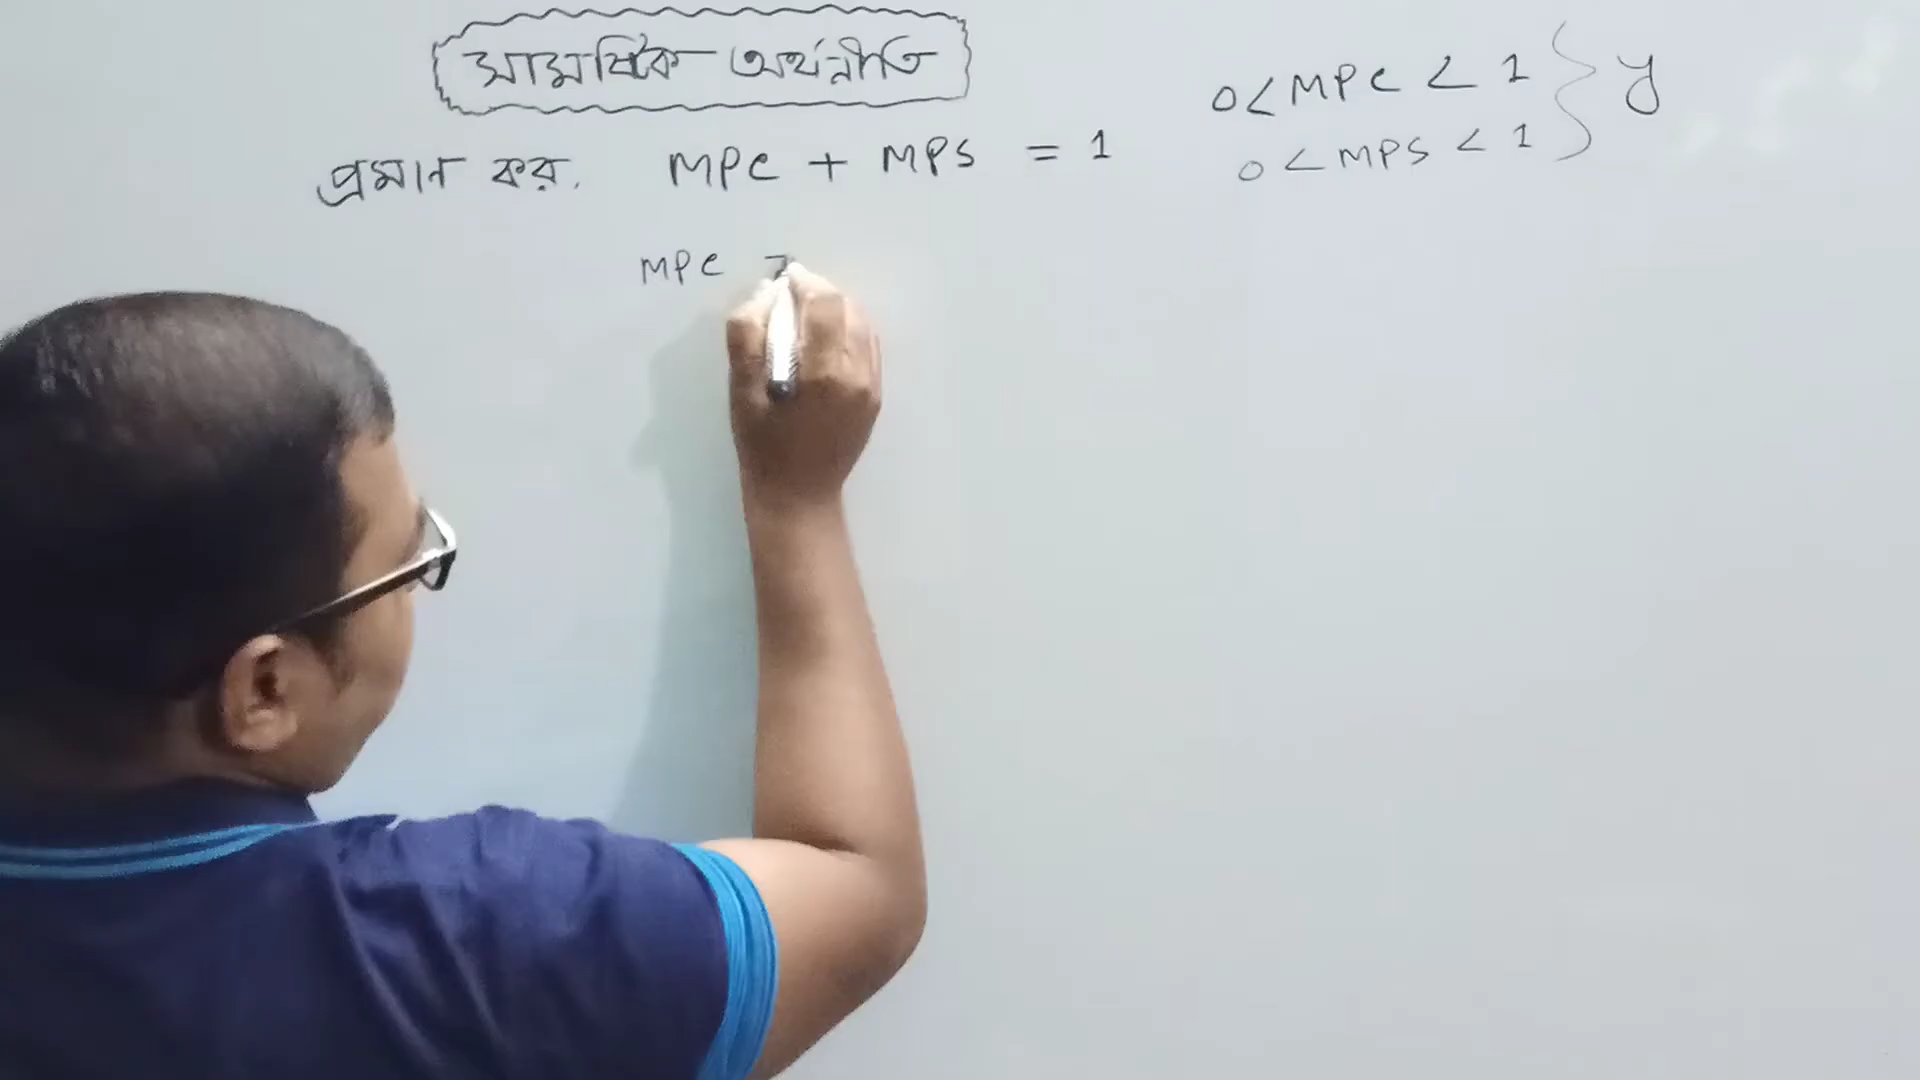 সামষ্টিক অর্থনীতি
প্রমাণ কর. MPC + MPS = 1
0 < MPC < 1 } y
0 < MPS < 1
MPC =